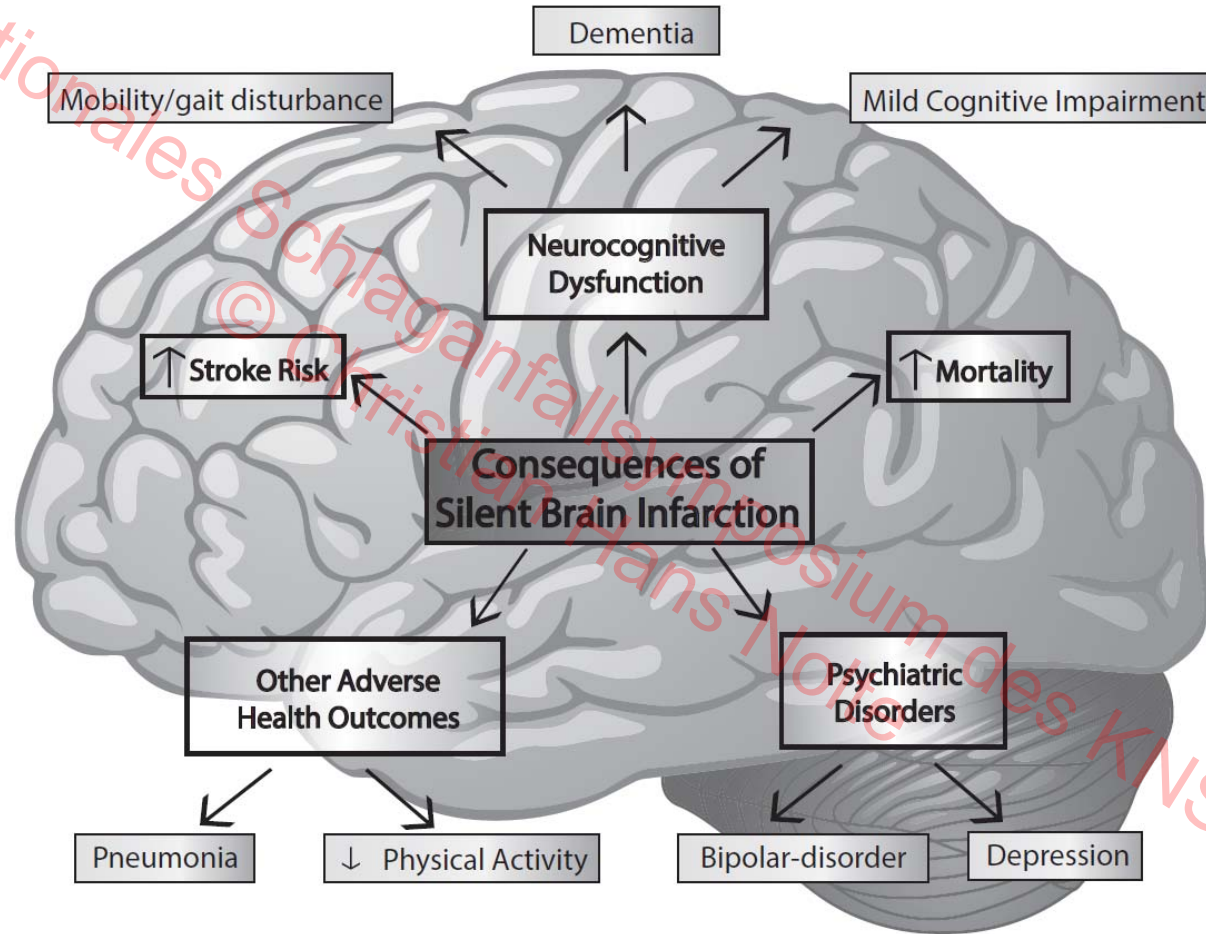 Dementia
Mobility/gait disturbance
Mild Cognitive Impairment
Neurocognitive
Dysfunction
↑ Stroke Risk
↑ Mortality
Consequences of
Silent Brain Infarction
Other Adverse
Health Outcomes
Psychiatric
Disorders
Pneumonia
↓ Physical Activity
Bipolar-disorder
Depression
tionales Schlaganfallsymposium des KNS
© Christian Hans Nolte